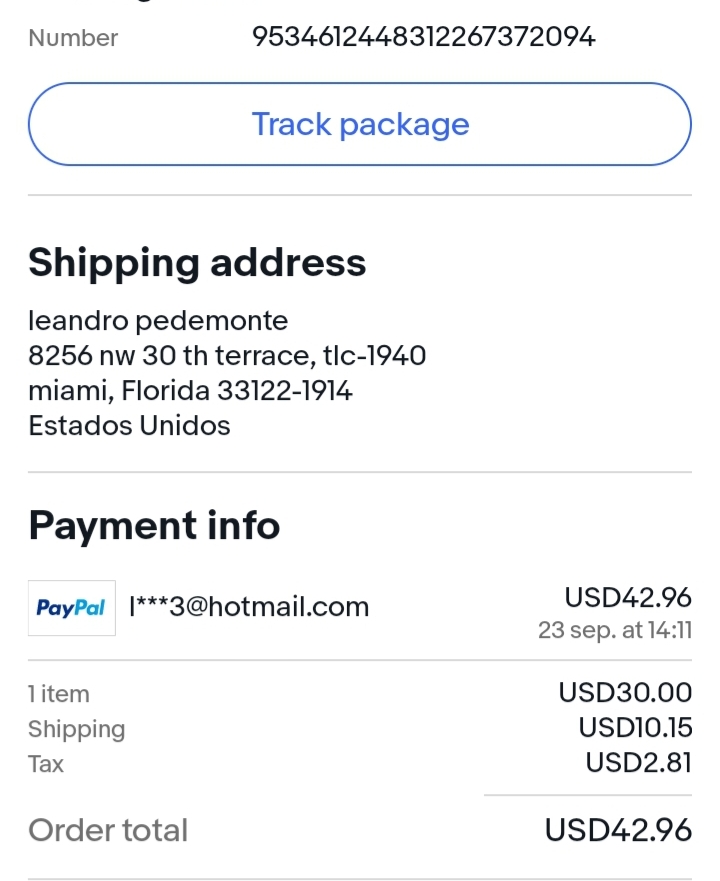 Number 9534612448312267372094
Track package
Shipping address
leandro pedemonte
8256 nw 30 th terrace, tlc-1940
miami, Florida 33122-1914
Estados Unidos
Payment info
PayPal l***3@hotmail.com USD42.96
23 sep. at 14:11
1 item USD30.00
Shipping USD10.15
Tax USD2.81
Order total USD42.96